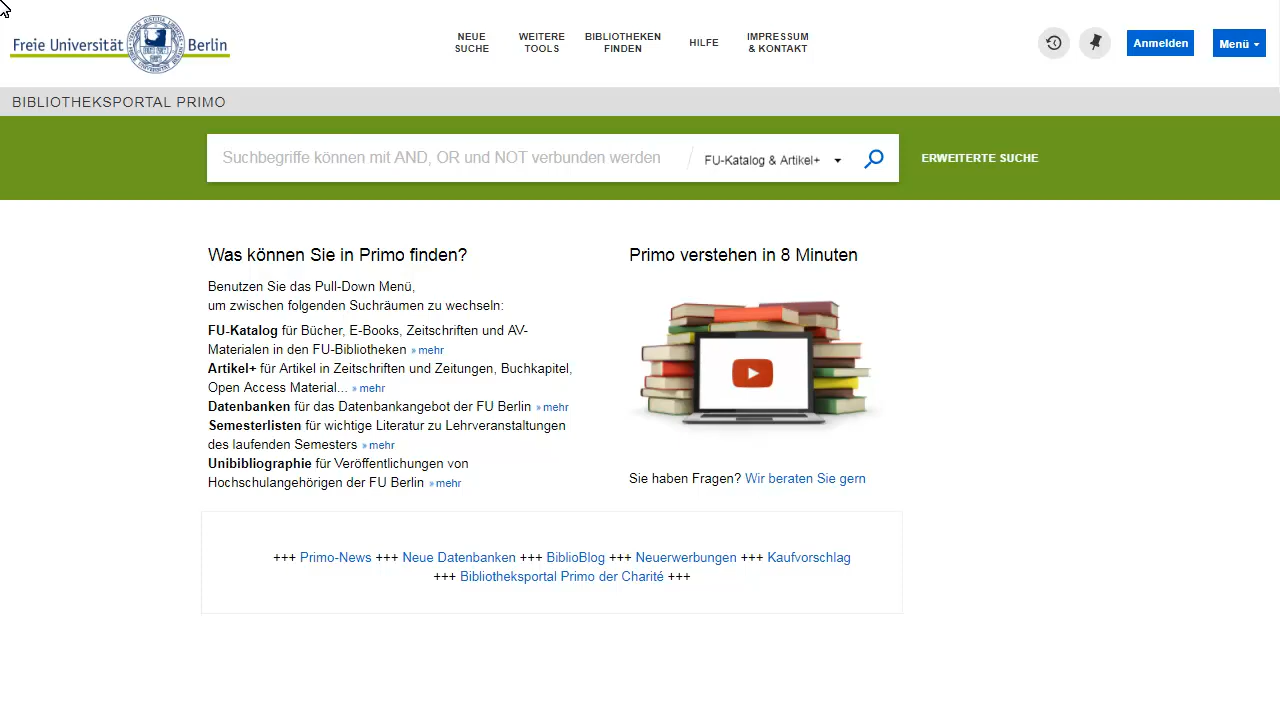 Freie Universität Berlin
NEUE
SUCHE
WEITERE
TOOLS
BIBLIOTHEKEN
FINDEN
HILFE
IMPRESSUM
& KONTAKT
Anmelden
Menü
BIBLIOTHEKSPORTAL PRIMO
Suchbegriffe können mit AND, OR und NOT verbunden werden
FU-Katalog & Artikel+
ERWEITERTE SUCHE
Was können Sie in Primo finden?
Benutzen Sie das Pull-Down Menü,
um zwischen folgenden Suchräumen zu wechseln:
FU-Katalog für Bücher, E-Books, Zeitschriften und AV-
Materialen in den FU-Bibliotheken » mehr
Artikel+ für Artikel in Zeitschriften und Zeitungen, Buchkapitel,
Open Access Material... » mehr
Datenbanken für das Datenbankangebot der FU Berlin » mehr
Semesterlisten für wichtige Literatur zu Lehrveranstaltungen
des laufenden Semesters » mehr
Unibibliographie für Veröffentlichungen von
Hochschulangehörigen der FU Berlin » mehr
Primo verstehen in 8 Minuten
Sie haben Fragen? Wir beraten Sie gern
+++ Primo-News +++ Neue Datenbanken +++ BiblioBlog +++ Neuerwerbungen +++ Kaufvorschlag
+++ Bibliotheksportal Primo der Charité +++